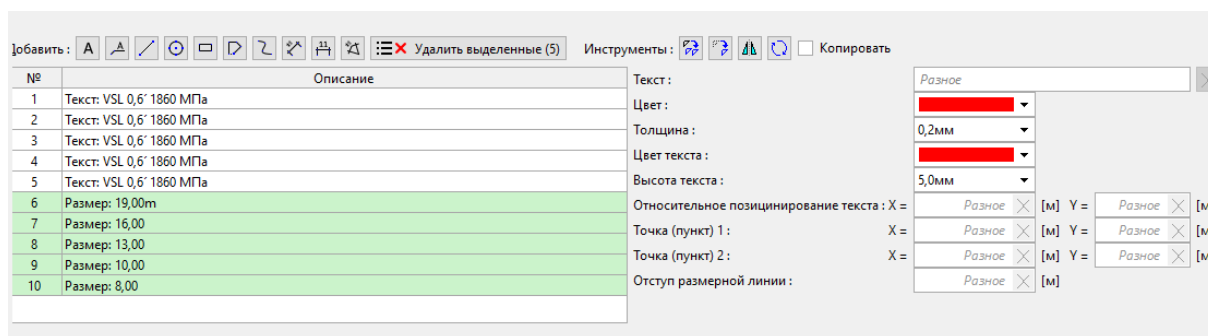 Добавить :
Удалить выделенные (5)
Инструменты :
Копировать
№ Описание
1 Текст: VSL 0,6´ 1860 МПа
2 Текст: VSL 0,6´ 1860 МПа
3 Текст: VSL 0,6´ 1860 МПа
4 Текст: VSL 0,6´ 1860 МПа
5 Текст: VSL 0,6´ 1860 МПа
6 Размер: 19,00m
7 Размер: 16,00
8 Размер: 13,00
9 Размер: 10,00
10 Размер: 8,00
Текст : Разное
Цвет :
Толщина : 0,2мм
Цвет текста :
Высота текста : 5,0мм
Относительное позицинирование текста : X = Разное [м] Y = Разное
Точка (пункт) 1 : X = Разное [м] Y = Разное
Точка (пункт) 2 : X = Разное [м] Y = Разное
Отступ размерной линии : Разное [м]